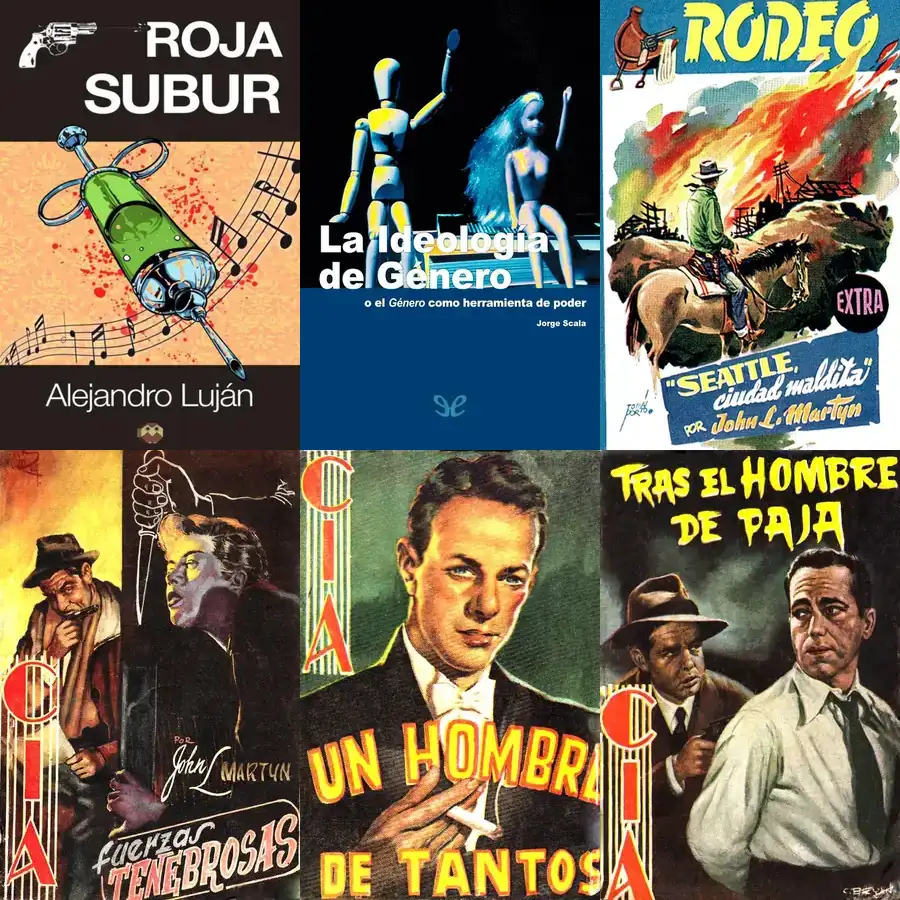 ROJA
SUBUR
Alejandro Luján
La Ideología
de Género
o el Género como herramienta de poder
Jorge Scala
RODEO
EXTRA
"SEATTLE,
ciudad maldita"
POR John L. Martyn
CIA
POR
John L MARTYN
fuerzas
TENEBROSAS
CIA
UN HOMBRE
DE TANTOS
TRAS EL HOMBRE
DE PAJA
CIA